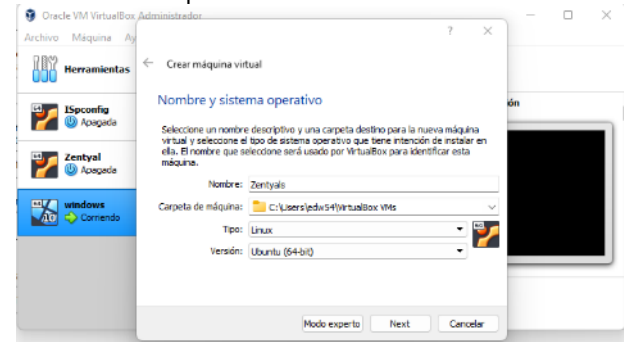 Oracle VM VirtualBox Administrador
Archivo Máquina Ay
? ×
Herramientas
Crear máquina virtual
ISpconfig
Apagada
Nombre y sistema operativo
ón
Seleccione un nombre descriptivo y una carpeta destino para la nueva máquina
virtual y seleccione el tipo de sistema operativo que tiene intención de instalar en
ella. El nombre que seleccione será usado por VirtualBox para identificar esta
máquina.
Zentyal
Apagada
Nombre: Zentyals
windows
Corriendo
Carpeta de máquina: C:\Users\edw54\VirtualBox VMs
Tipo: Linux
Versión: Ubuntu (64-bit)
Modo experto Next Cancelar